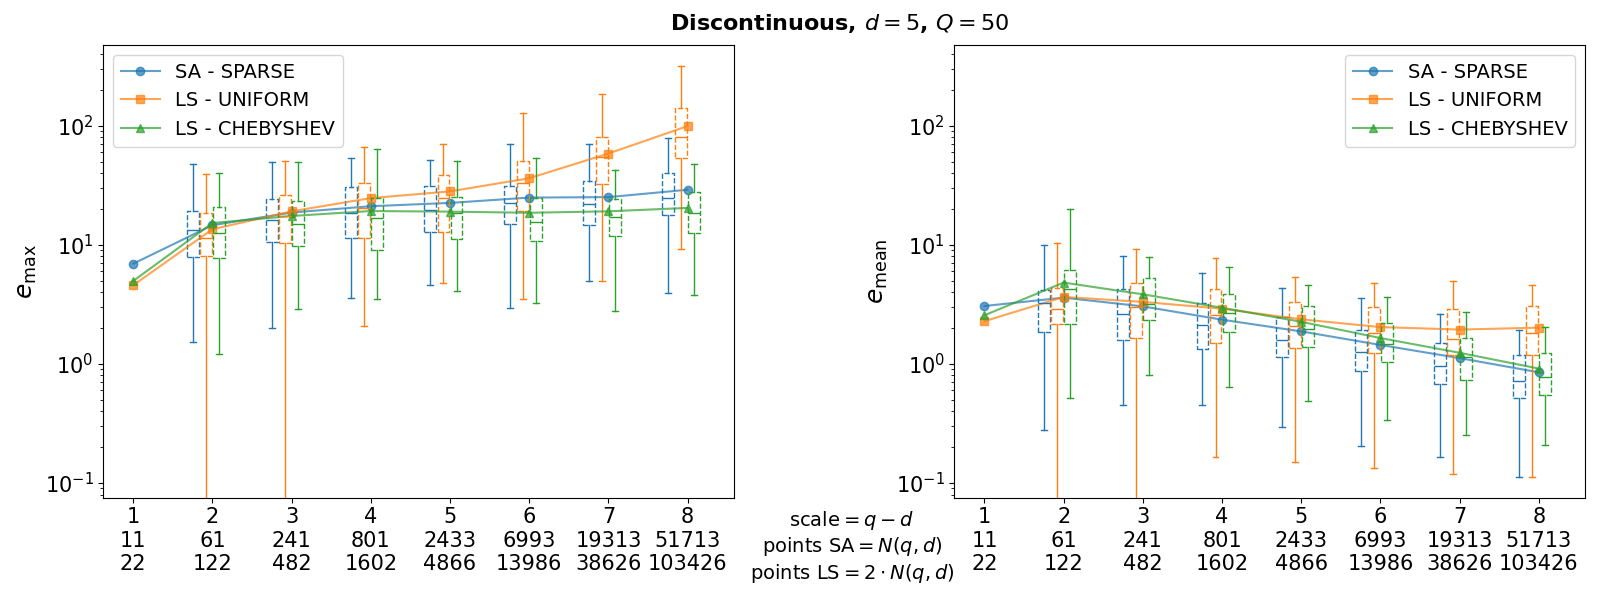 Discontinuous, d = 5, Q = 50
SA - SPARSE
LS - UNIFORM
LS - CHEBYSHEV
e_max
10²
10¹
10⁰
10⁻¹
1 2 3 4 5 6 7 8
11 61 241 801 2433 6993 19313 51713
22 122 482 1602 4866 13986 38626 103426
scale = q − d
points SA = N(q, d)
points LS = 2 · N(q, d)
SA - SPARSE
LS - UNIFORM
LS - CHEBYSHEV
e_mean
10²
10¹
10⁰
10⁻¹
1 2 3 4 5 6 7 8
11 61 241 801 2433 6993 19313 51713
22 122 482 1602 4866 13986 38626 103426